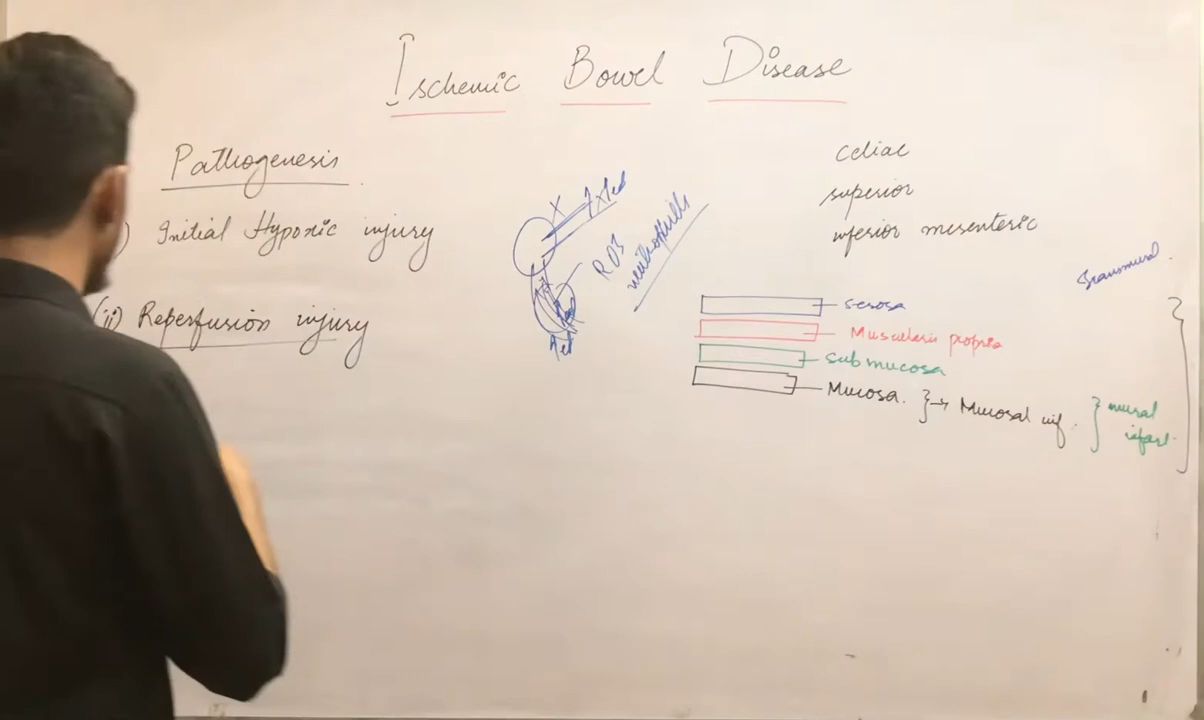 Ischemic Bowel Disease
Pathogenesis
) Initial Hypoxic injury
(ii) Reperfusion injury
X
ROS
neutrophills
celiac
superior
inferior mesenteric
Transmural
serosa
Muscularis propria
sub mucosa
Mucosa. } → Mucosal inf.
mural
infarct